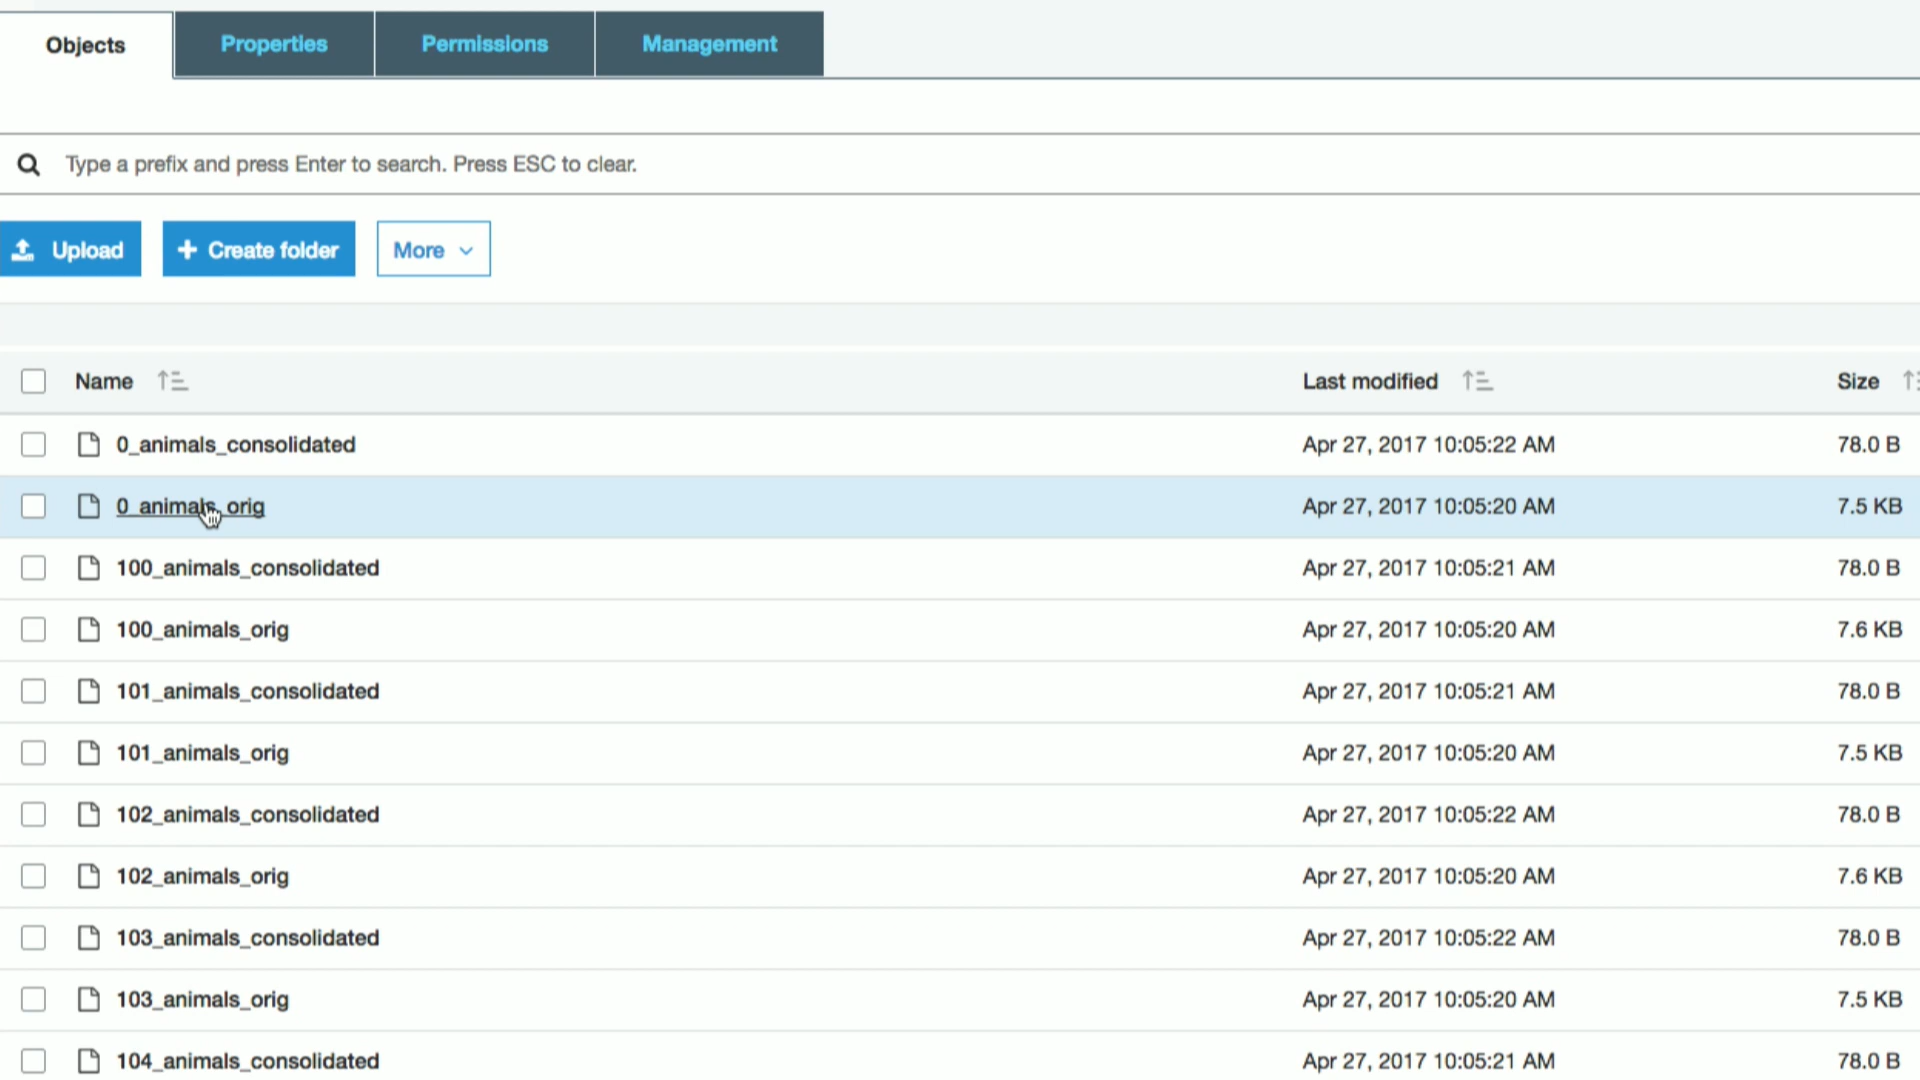 Objects Properties Permissions Management
Type a prefix and press Enter to search. Press ESC to clear.
Upload Create folder More
Name Last modified Size
0_animals_consolidated Apr 27, 2017 10:05:22 AM 78.0 B
0_animals_orig Apr 27, 2017 10:05:20 AM 7.5 KB
100_animals_consolidated Apr 27, 2017 10:05:21 AM 78.0 B
100_animals_orig Apr 27, 2017 10:05:20 AM 7.6 KB
101_animals_consolidated Apr 27, 2017 10:05:21 AM 78.0 B
101_animals_orig Apr 27, 2017 10:05:20 AM 7.5 KB
102_animals_consolidated Apr 27, 2017 10:05:22 AM 78.0 B
102_animals_orig Apr 27, 2017 10:05:20 AM 7.6 KB
103_animals_consolidated Apr 27, 2017 10:05:22 AM 78.0 B
103_animals_orig Apr 27, 2017 10:05:20 AM 7.5 KB
104_animals_consolidated Apr 27, 2017 10:05:21 AM 78.0 B